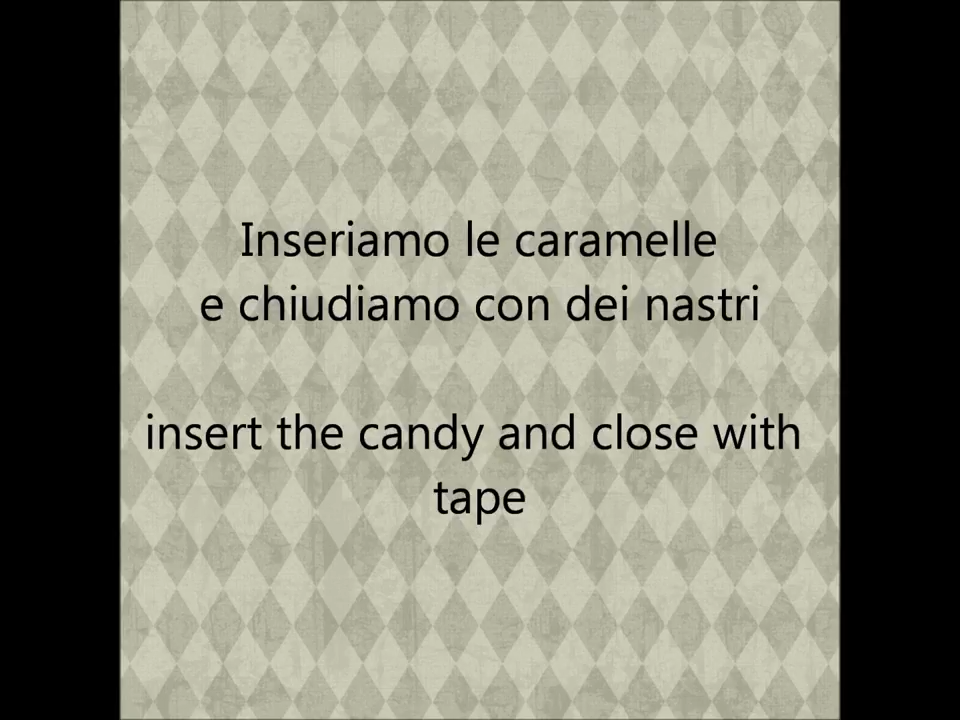 Inseriamo le caramelle
e chiudiamo con dei nastri
insert the candy and close with
tape